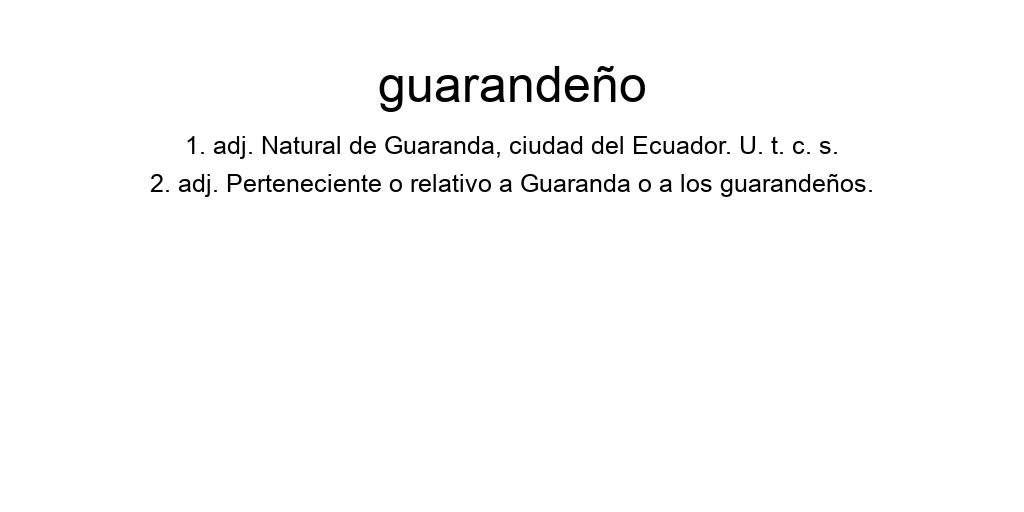 guarandeño
1. adj. Natural de Guaranda, ciudad del Ecuador. U. t. c. s.
2. adj. Perteneciente o relativo a Guaranda o a los guarandeños.